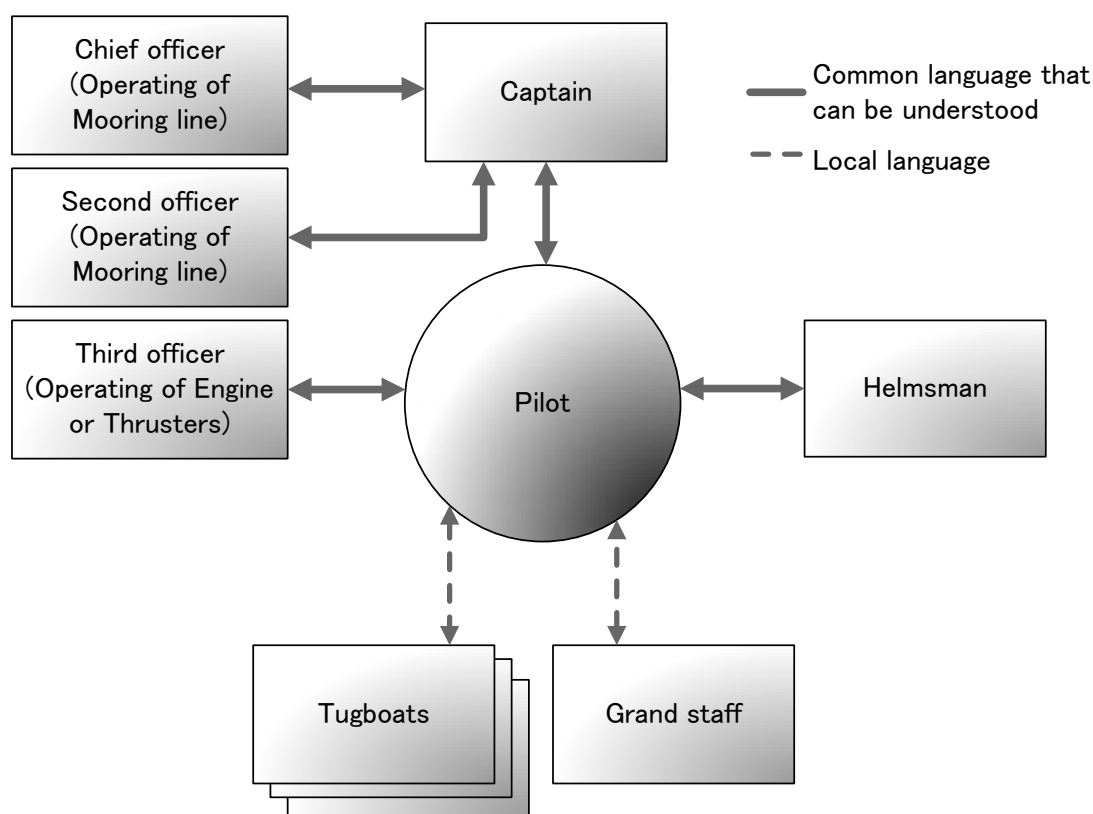 Chief officer
(Operating of
Mooring line)
Captain
Common language that
can be understood
Local language
Second officer
(Operating of
Mooring line)
Third officer
(Operating of Engine
or Thrusters)
Pilot
Helmsman
Tugboats
Grand staff